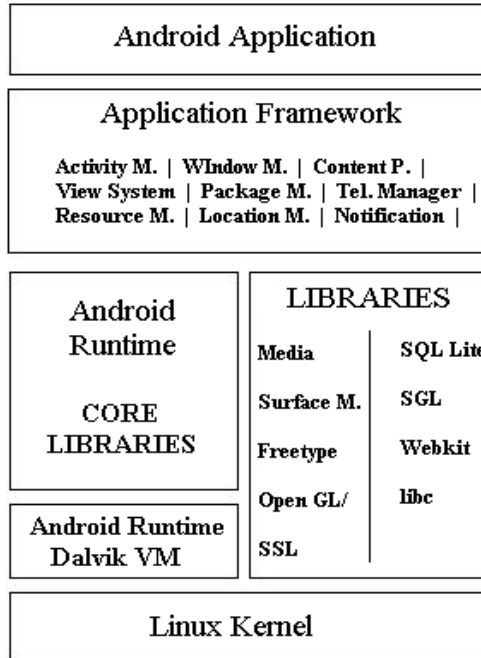 Android Application
Application Framework
Activity M. | WIndow M. | Content P. |
View System | Package M. | Tel. Manager |
Resource M. | Location M. | Notification |
Android
Runtime
CORE
LIBRARIES
Android Runtime
Dalvik VM
LIBRARIES
Media
Surface M.
Freetype
Open GL/
SSL
SQL Lite
SGL
Webkit
libc
Linux Kernel